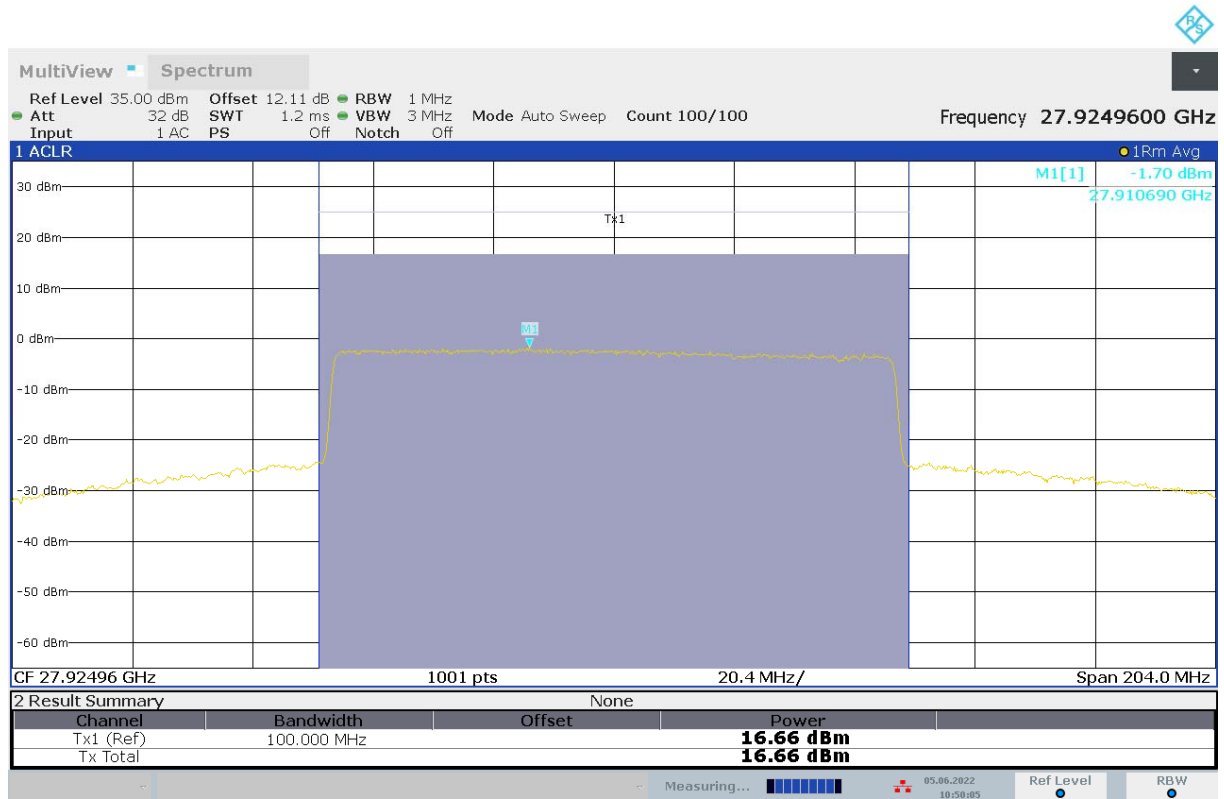 R&S
MultiView Spectrum
Ref Level 35.00 dBm Offset 12.11 dB RBW 1 MHz
Att 32 dB SWT 1.2 ms VBW 3 MHz Mode Auto Sweep Count 100/100 Frequency 27.9249600 GHz
Input 1 AC PS Off Notch Off
1 ACLR 1Rm Avg
M1[1] -1.70 dBm
27.910690 GHz
30 dBm
Tx1
20 dBm
10 dBm
M1
0 dBm
-10 dBm
-20 dBm
-30 dBm
-40 dBm
-50 dBm
-60 dBm
CF 27.92496 GHz 1001 pts 20.4 MHz/ Span 204.0 MHz
2 Result Summary None
Channel Bandwidth Offset Power
Tx1 (Ref) 100.000 MHz 16.66 dBm
Tx Total 16.66 dBm
Measuring... 05.06.2022 Ref Level RBW
10:50:05